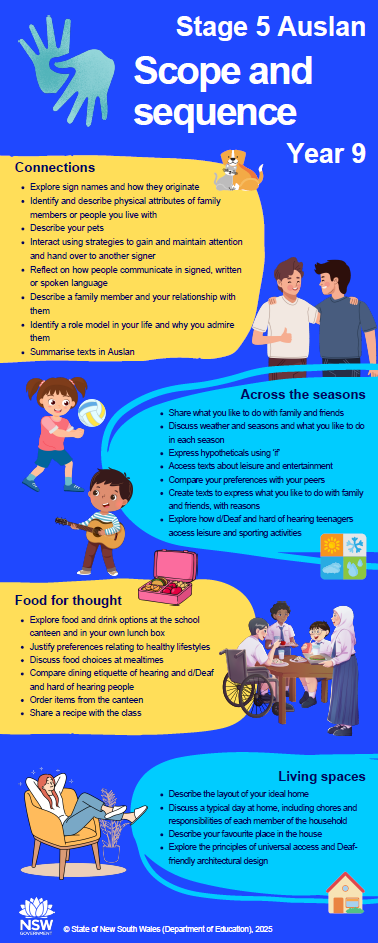 Stage 5 Auslan
Scope and
sequence
Year 9
Connections
• Explore sign names and how they originate
• Identify and describe physical attributes of family
members or people you live with
• Describe your pets
• Interact using strategies to gain and maintain attention
and hand over to another signer
• Reflect on how people communicate in signed, written
or spoken language
• Describe a family member and your relationship with
them
• Identify a role model in your life and why you admire
them
• Summarise texts in Auslan
Across the seasons
• Share what you like to do with family and friends
• Discuss weather and seasons and what you like to do
in each season
• Express hypotheticals using 'if'
• Access texts about leisure and entertainment
• Compare your preferences with your peers
• Create texts to express what you like to do with family
and friends, with reasons
• Explore how d/Deaf and hard of hearing teenagers
access leisure and sporting activities
Food for thought
• Explore food and drink options at the school
canteen and in your own lunch box
• Justify preferences relating to healthy lifestyles
• Discuss food choices at mealtimes
• Compare dining etiquette of hearing and d/Deaf
and hard of hearing people
• Order items from the canteen
• Share a recipe with the class
Living spaces
• Describe the layout of your ideal home
• Discuss a typical day at home, including chores and
responsibilities of each member of the household
• Describe your favourite place in the house
• Explore the principles of universal access and Deaf-
friendly architectural design
NSW
GOVERNMENT
© State of New South Wales (Department of Education), 2025